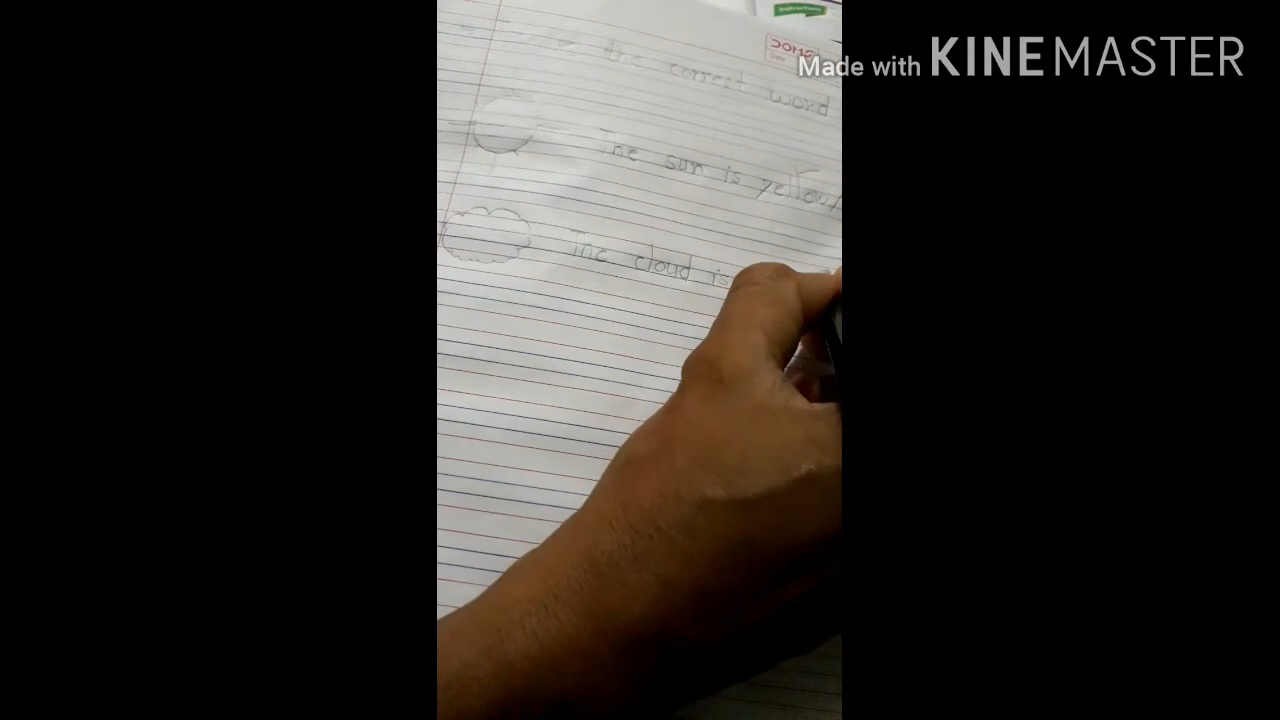 Made with KINEMASTER
the correct word
The sun is yellow/
The cloud is